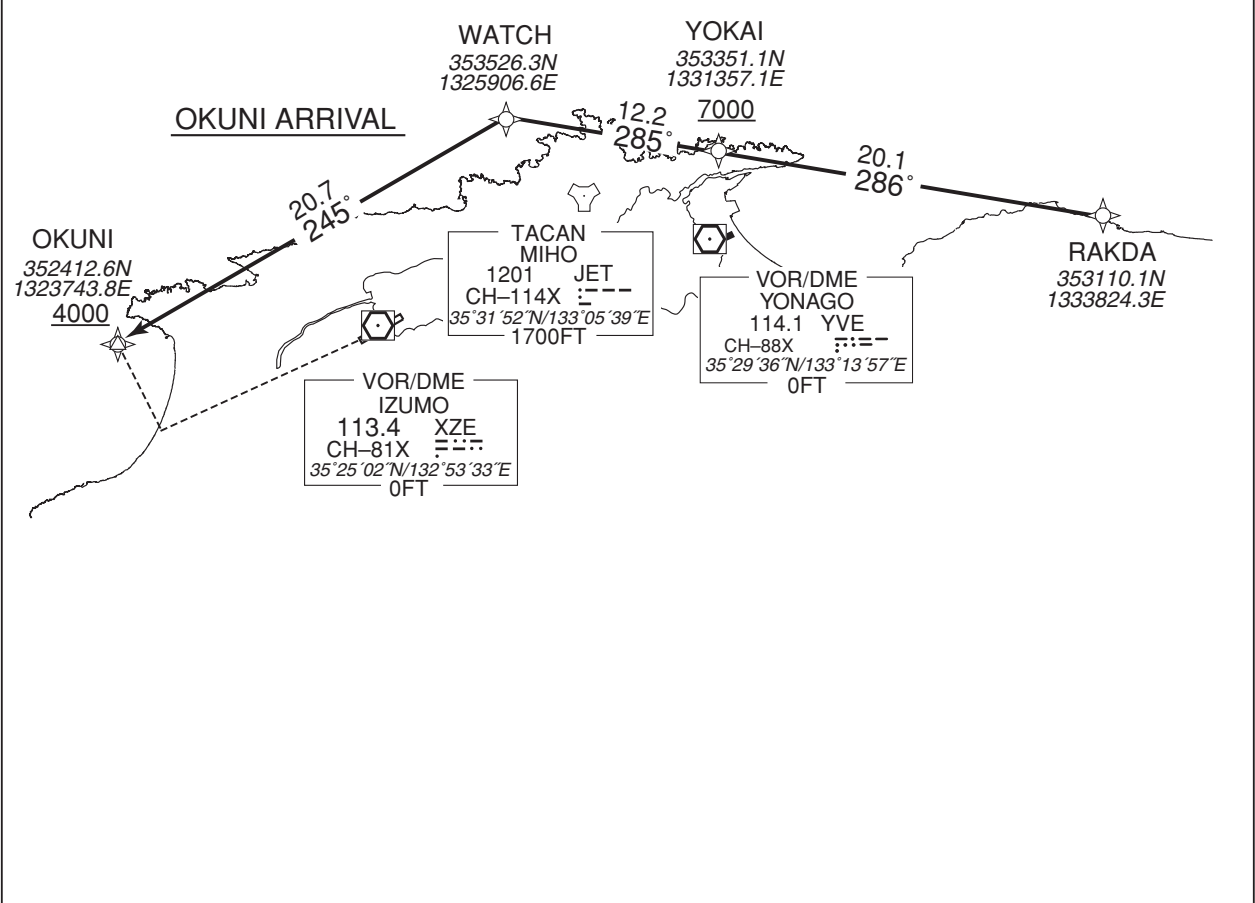 WATCH
353526.3N
1325906.6E
YOKAI
353351.1N
1331357.1E
7000
OKUNI ARRIVAL
12.2
285°
20.1
286°
20.7
245°
OKUNI
352412.6N
1323743.8E
4000
RAKDA
353110.1N
1333824.3E
TACAN
MIHO
1201 JET
CH–114X
35°31´52˝N/133°05´39˝E
1700FT
VOR/DME
YONAGO
114.1 YVE
CH–88X
35°29´36˝N/133°13´57˝E
0FT
VOR/DME
IZUMO
113.4 XZE
CH–81X
35°25´02˝N/132°53´33˝E
0FT